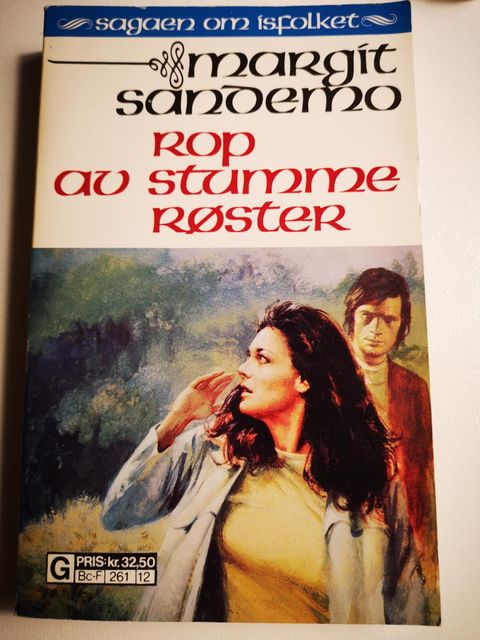 sagaen om isfolket
margit
sandemo
rop
av stumme
røster
G PRIS: kr. 32,50
Bc-F 261 12